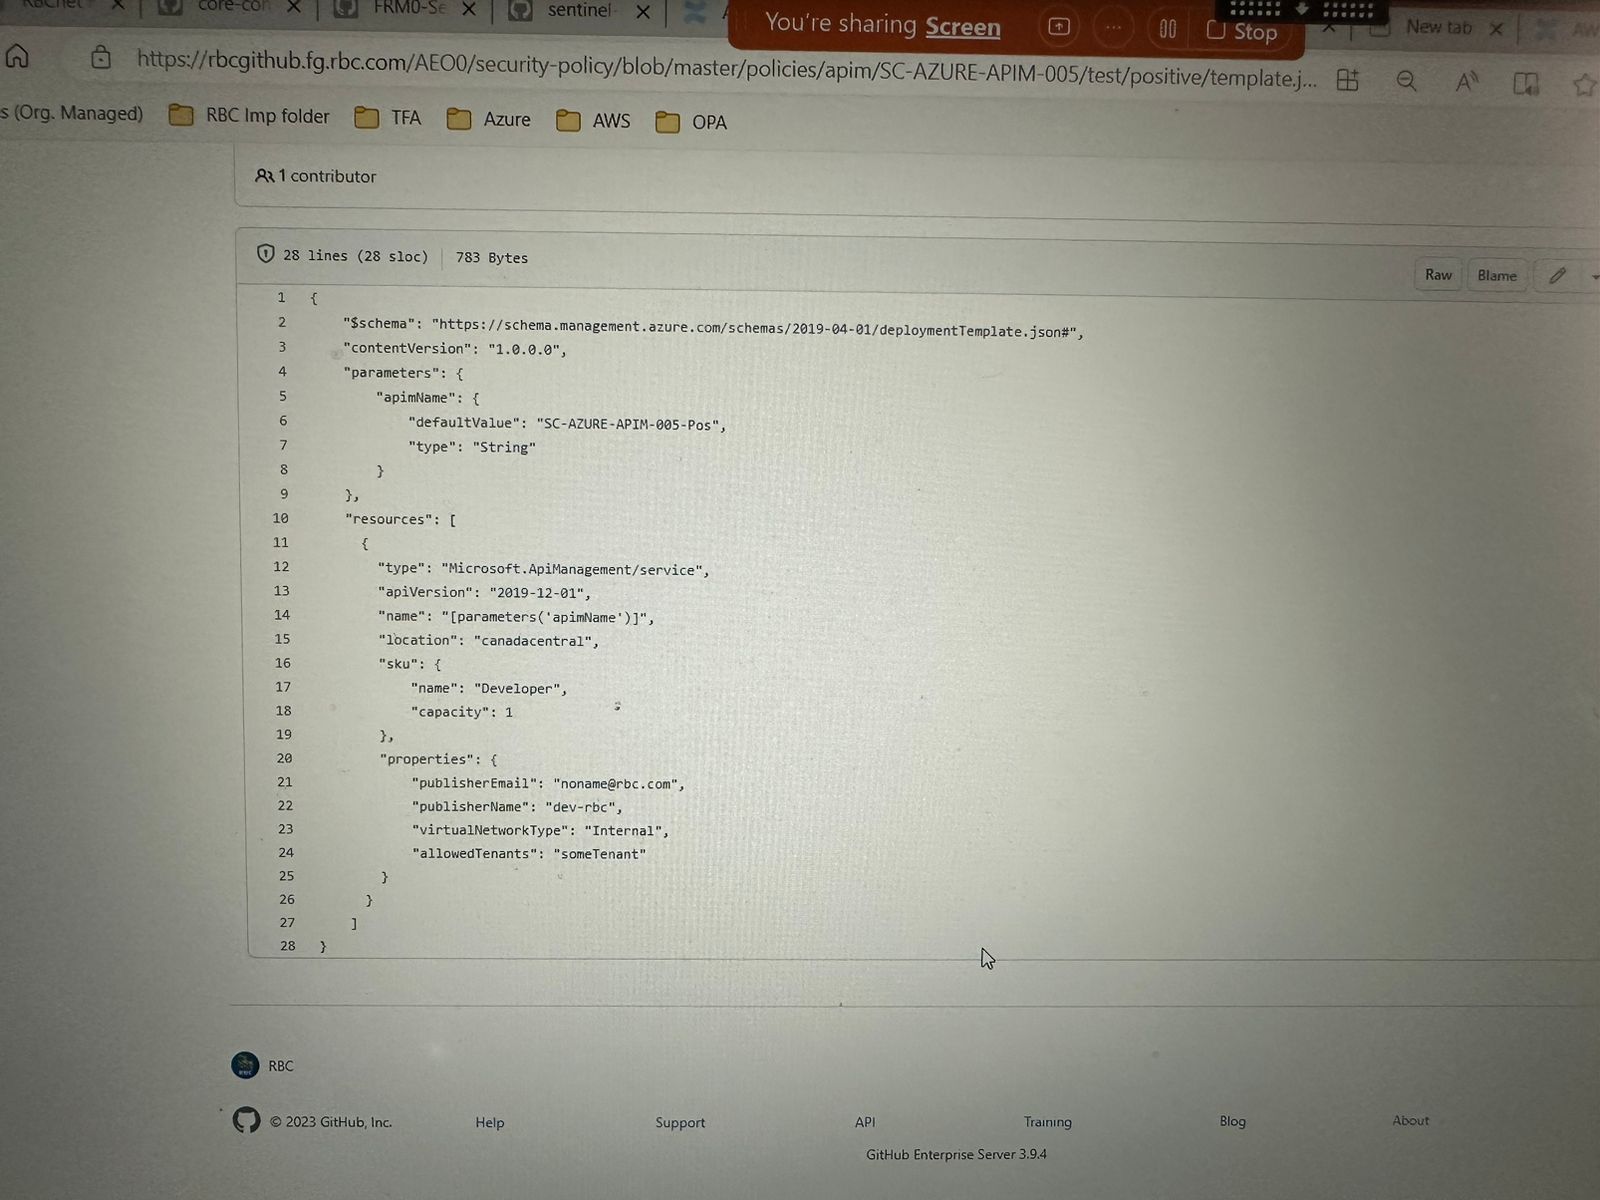 core-con
FRM0-Se
sentinel-
You're sharing Screen
Stop
New tab
https://rbcgithub.fg.rbc.com/AEO0/security-policy/blob/master/policies/apim/SC-AZURE-APIM-005/test/positive/template.j...
s (Org. Managed)
RBC Imp folder
TFA
Azure
AWS
OPA
1 contributor
28 lines (28 sloc)
783 Bytes
Raw
Blame
1 {
2 "$schema": "https://schema.management.azure.com/schemas/2019-04-01/deploymentTemplate.json#",
3 "contentVersion": "1.0.0.0",
4 "parameters": {
5 "apimName": {
6 "defaultValue": "SC-AZURE-APIM-005-Pos",
7 "type": "String"
8 }
9 },
10 "resources": [
11 {
12 "type": "Microsoft.ApiManagement/service",
13 "apiVersion": "2019-12-01",
14 "name": "[parameters('apimName')]",
15 "location": "canadacentral",
16 "sku": {
17 "name": "Developer",
18 "capacity": 1
19 },
20 "properties": {
21 "publisherEmail": "noname@rbc.com",
22 "publisherName": "dev-rbc",
23 "virtualNetworkType": "Internal",
24 "allowedTenants": "someTenant"
25 }
26 }
27 ]
28 }
RBC
© 2023 GitHub, Inc.
Help
Support
API
Training
Blog
About
GitHub Enterprise Server 3.9.4